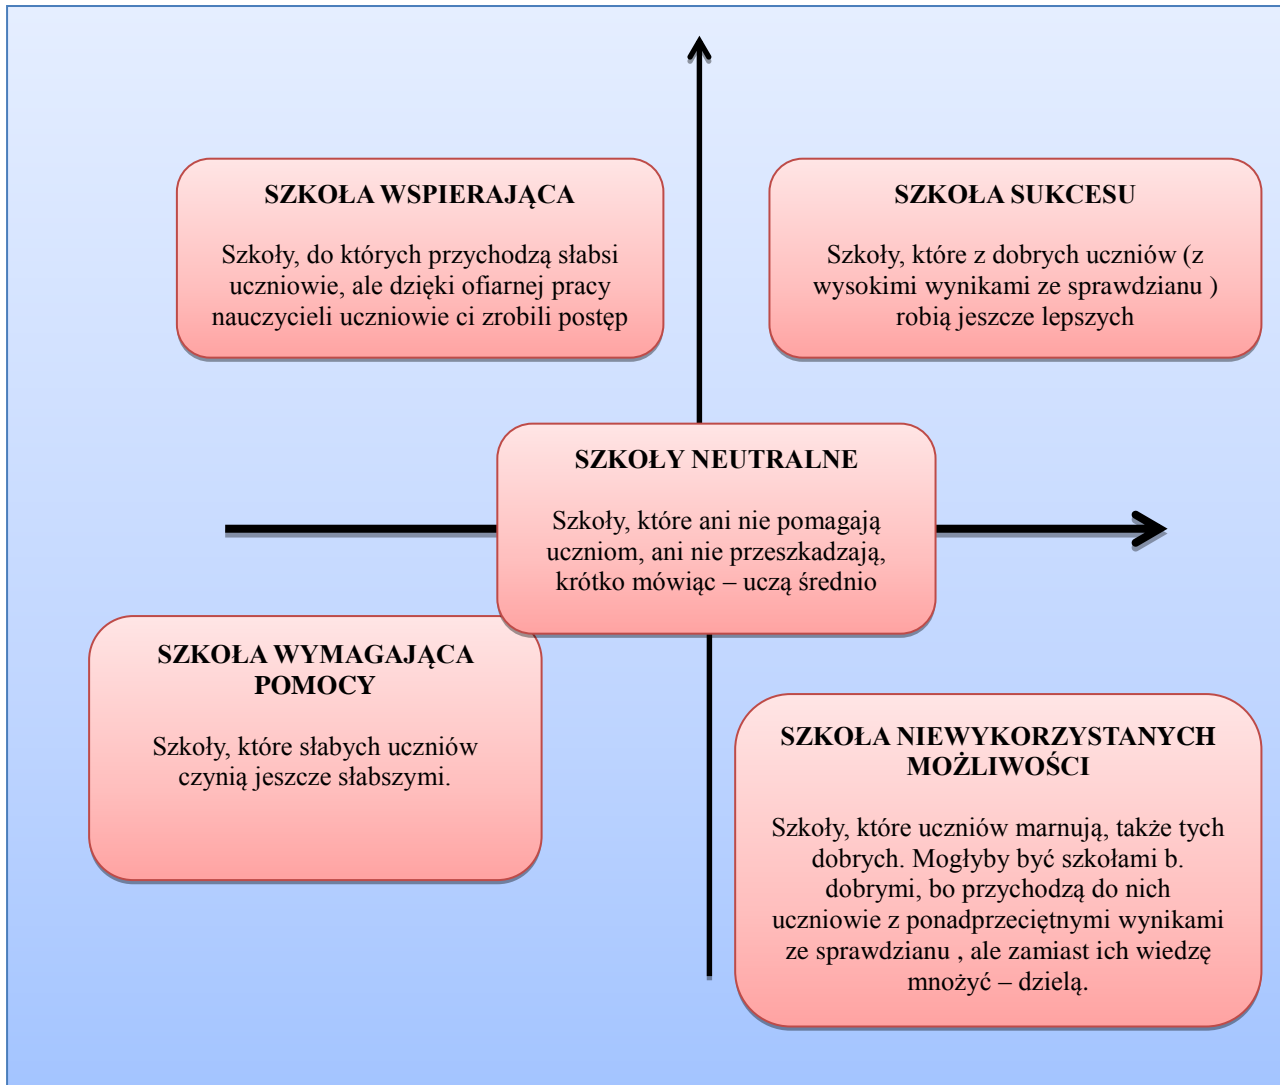 SZKOŁA WSPIERAJĄCA
Szkoły, do których przychodzą słabsi
uczniowie, ale dzięki ofiarnej pracy
nauczycieli uczniowie ci zrobili postęp
SZKOŁA SUKCESU
Szkoły, które z dobrych uczniów (z
wysokimi wynikami ze sprawdzianu )
robią jeszcze lepszych
SZKOŁY NEUTRALNE
Szkoły, które ani nie pomagają
uczniom, ani nie przeszkadzają,
krótko mówiąc – uczą średnio
SZKOŁA WYMAGAJĄCA
POMOCY
Szkoły, które słabych uczniów
czynią jeszcze słabszymi.
SZKOŁA NIEWYKORZYSTANYCH
MOŻLIWOŚCI
Szkoły, które uczniów marnują, także tych
dobrych. Mogłyby być szkołami b.
dobrymi, bo przychodzą do nich
uczniowie z ponadprzeciętnymi wynikami
ze sprawdzianu , ale zamiast ich wiedzę
mnożyć – dzielą.